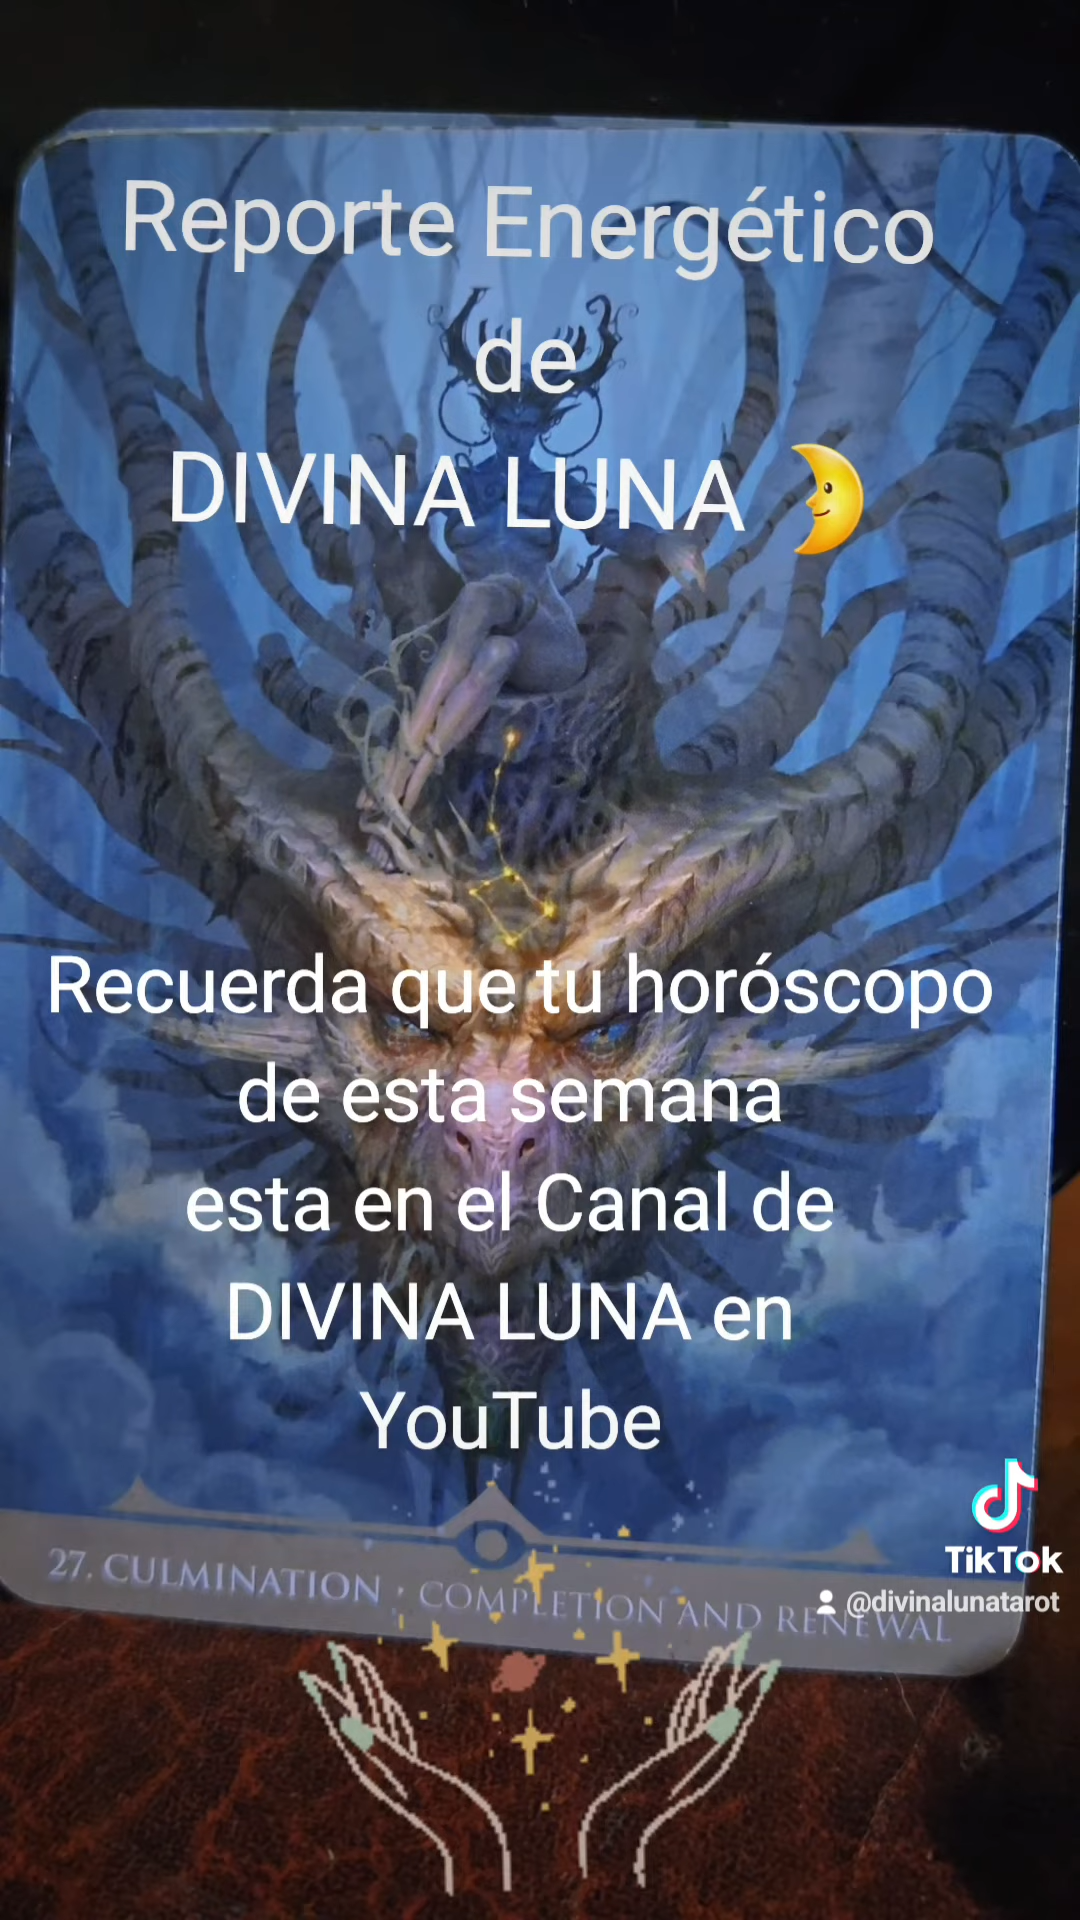 Reporte Energético
de
DIVINA LUNA 🌛
Recuerda que tu horóscopo
de esta semana
esta en el Canal de
DIVINA LUNA en
YouTube
TikTok
@divinalunatarot
27. CULMINATION · COMPLETION AND RENEWAL